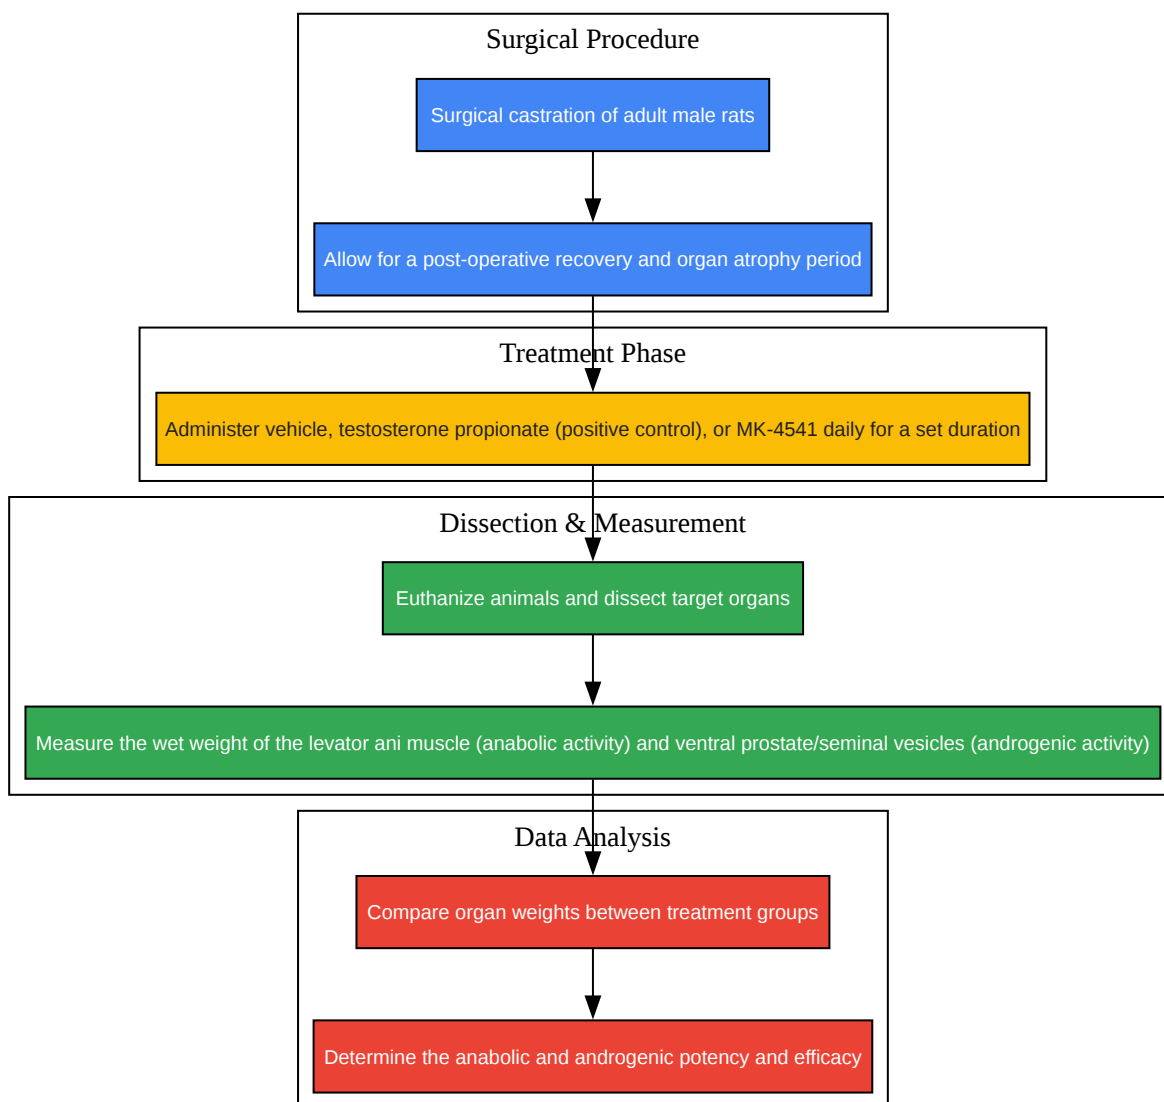 Surgical Procedure
Surgical castration of adult male rats
Allow for a post-operative recovery and organ atrophy period
Treatment Phase
Administer vehicle, testosterone propionate (positive control), or MK-4541 daily for a set duration
Dissection & Measurement
Euthanize animals and dissect target organs
Measure the wet weight of the levator ani muscle (anabolic activity) and ventral prostate/seminal vesicles (androgenic activity)
Data Analysis
Compare organ weights between treatment groups
Determine the anabolic and androgenic potency and efficacy